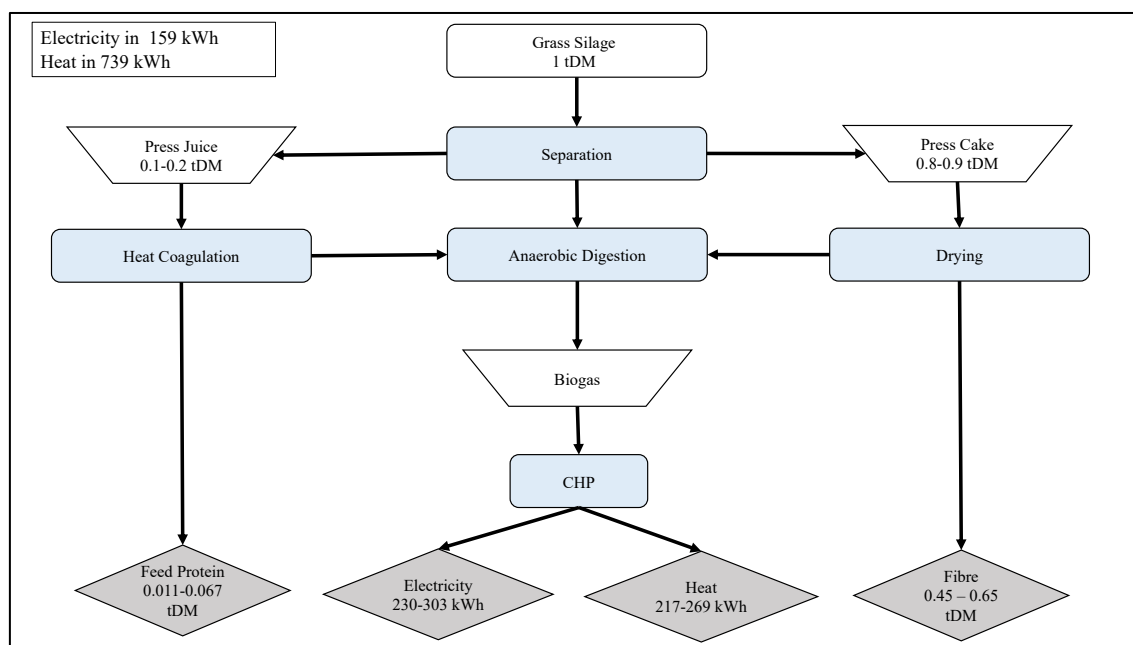 Electricity in 159 kWh
Heat in 739 kWh
Grass Silage
1 tDM
Press Juice
0.1-0.2 tDM
Separation
Press Cake
0.8-0.9 tDM
Heat Coagulation
Anaerobic Digestion
Drying
Biogas
CHP
Feed Protein
0.011-0.067
tDM
Electricity
230-303 kWh
Heat
217-269 kWh
Fibre
0.45 – 0.65
tDM